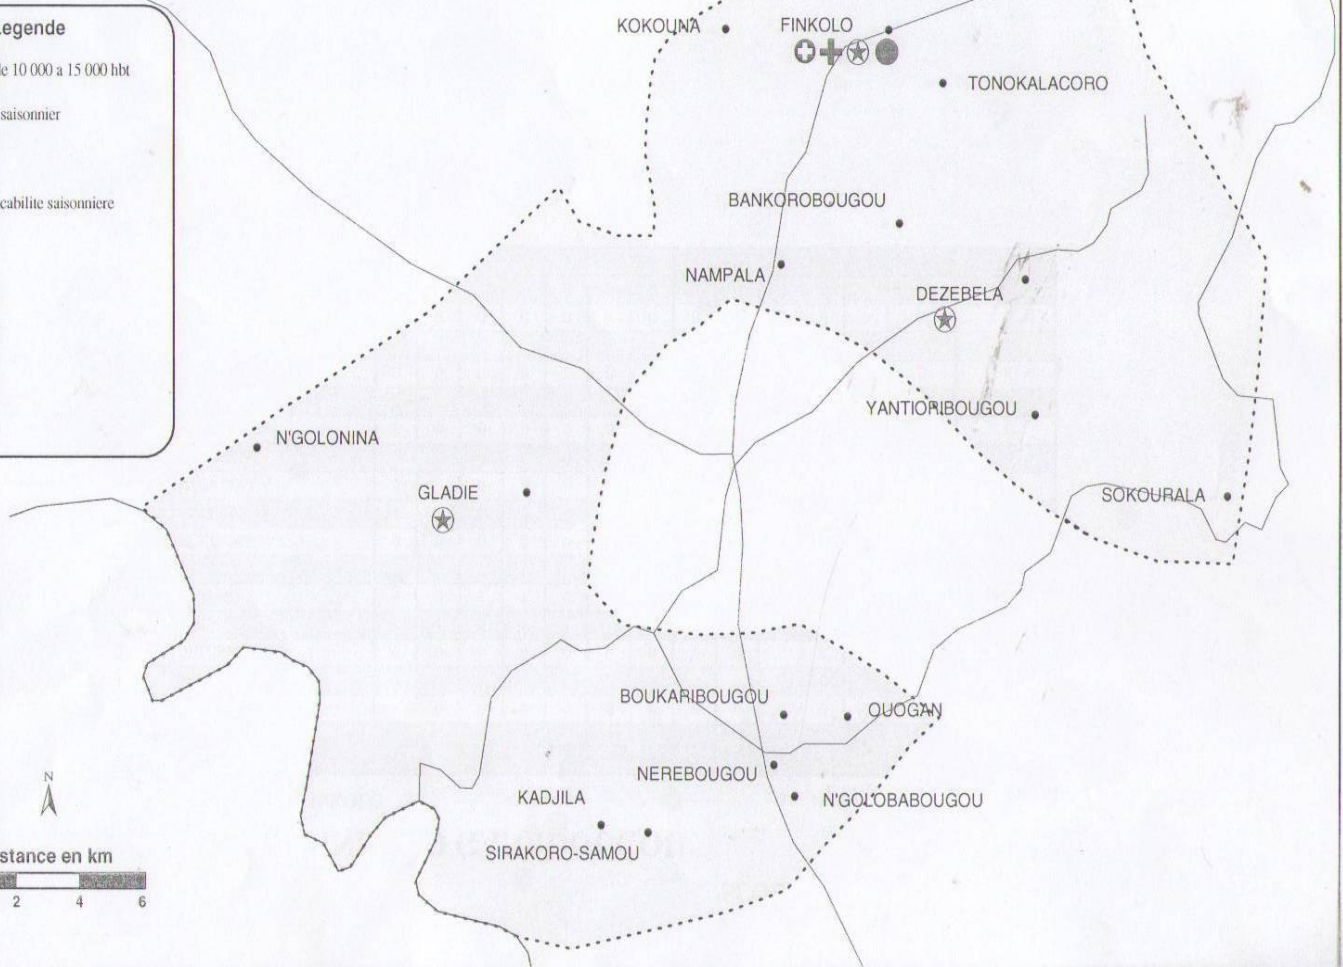 Legende
de 10 000 a 15 000 hbt
saisonnier
cabilite saisonniere
KOKOUNA
FINKOLO
TONOKALACORO
BANKOROBOUGOU
NAMPALA
DEZEBELA
YANTIORIBOUGOU
N'GOLONINA
GLADIE
SOKOURALA
BOUKARIBOUGOU
OUOGAN
NEREBOUGOU
KADJILA
N'GOLOBABOUGOU
SIRAKORO-SAMOU
N
stance en km
2 4 6